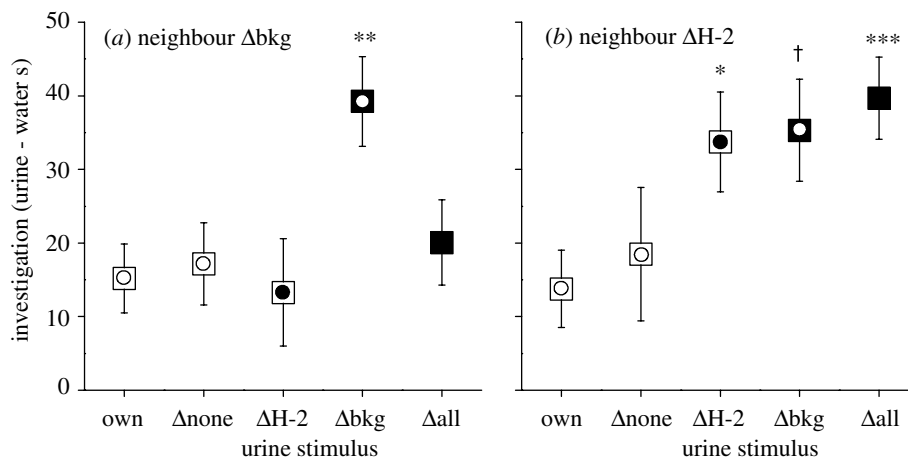 50
40
30
20
10
0
investigation (urine - water s)
(a) neighbour Δbkg
**
own Δnone ΔH-2 Δbkg Δall
urine stimulus
(b) neighbour ΔH-2
*
†
***
own Δnone ΔH-2 Δbkg Δall
urine stimulus